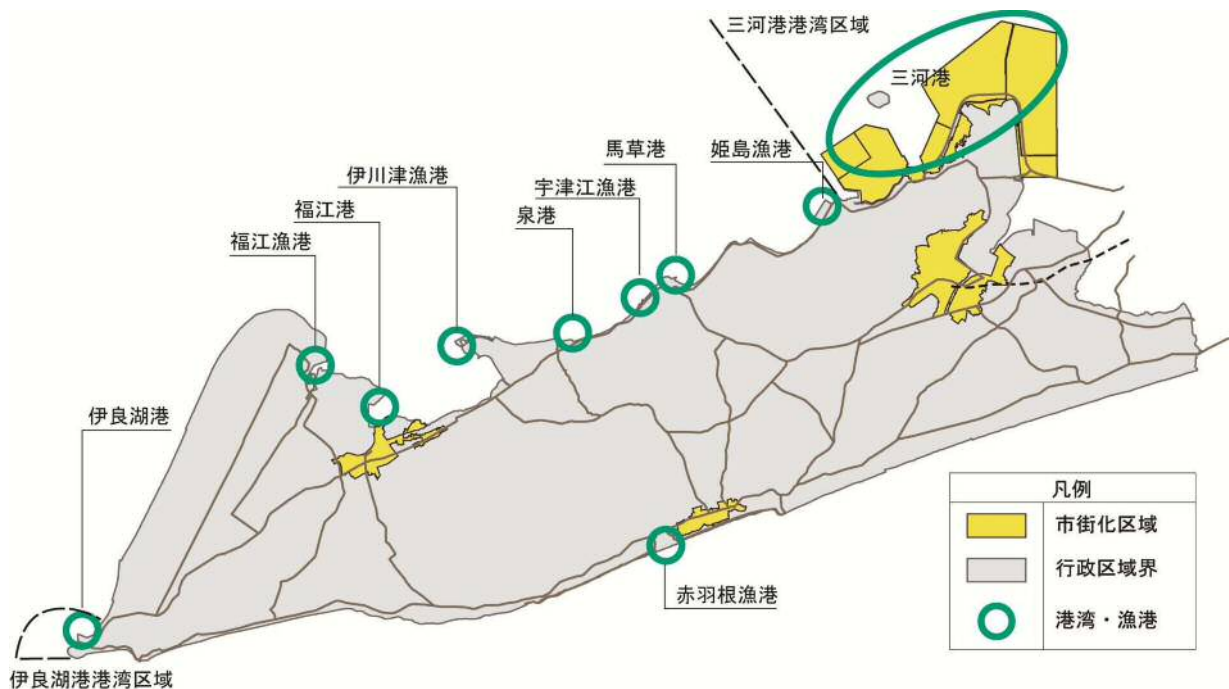 三河港港湾区域
三河港
馬草港
姫島漁港
伊川津漁港
宇津江漁港
福江港
泉港
福江漁港
伊良湖港
赤羽根漁港
伊良湖港港湾区域
凡例
市街化区域
行政区域界
港湾・漁港